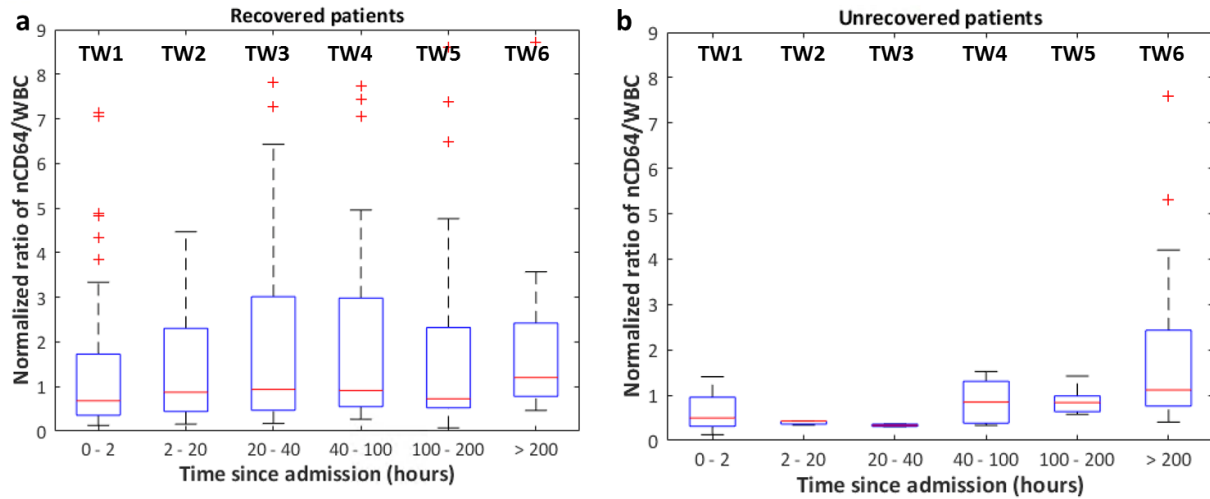 a
Recovered patients
Normalized ratio of nCD64/WBC
9
8
7
6
5
4
3
2
1
0
TW1 TW2 TW3 TW4 TW5 TW6
0 - 2 2 - 20 20 - 40 40 - 100 100 - 200 > 200
Time since admission (hours)
b
Unrecovered patients
Normalized ratio of nCD64/WBC
9
8
7
6
5
4
3
2
1
0
TW1 TW2 TW3 TW4 TW5 TW6
0 - 2 2 - 20 20 - 40 40 - 100 100 - 200 > 200
Time since admission (hours)